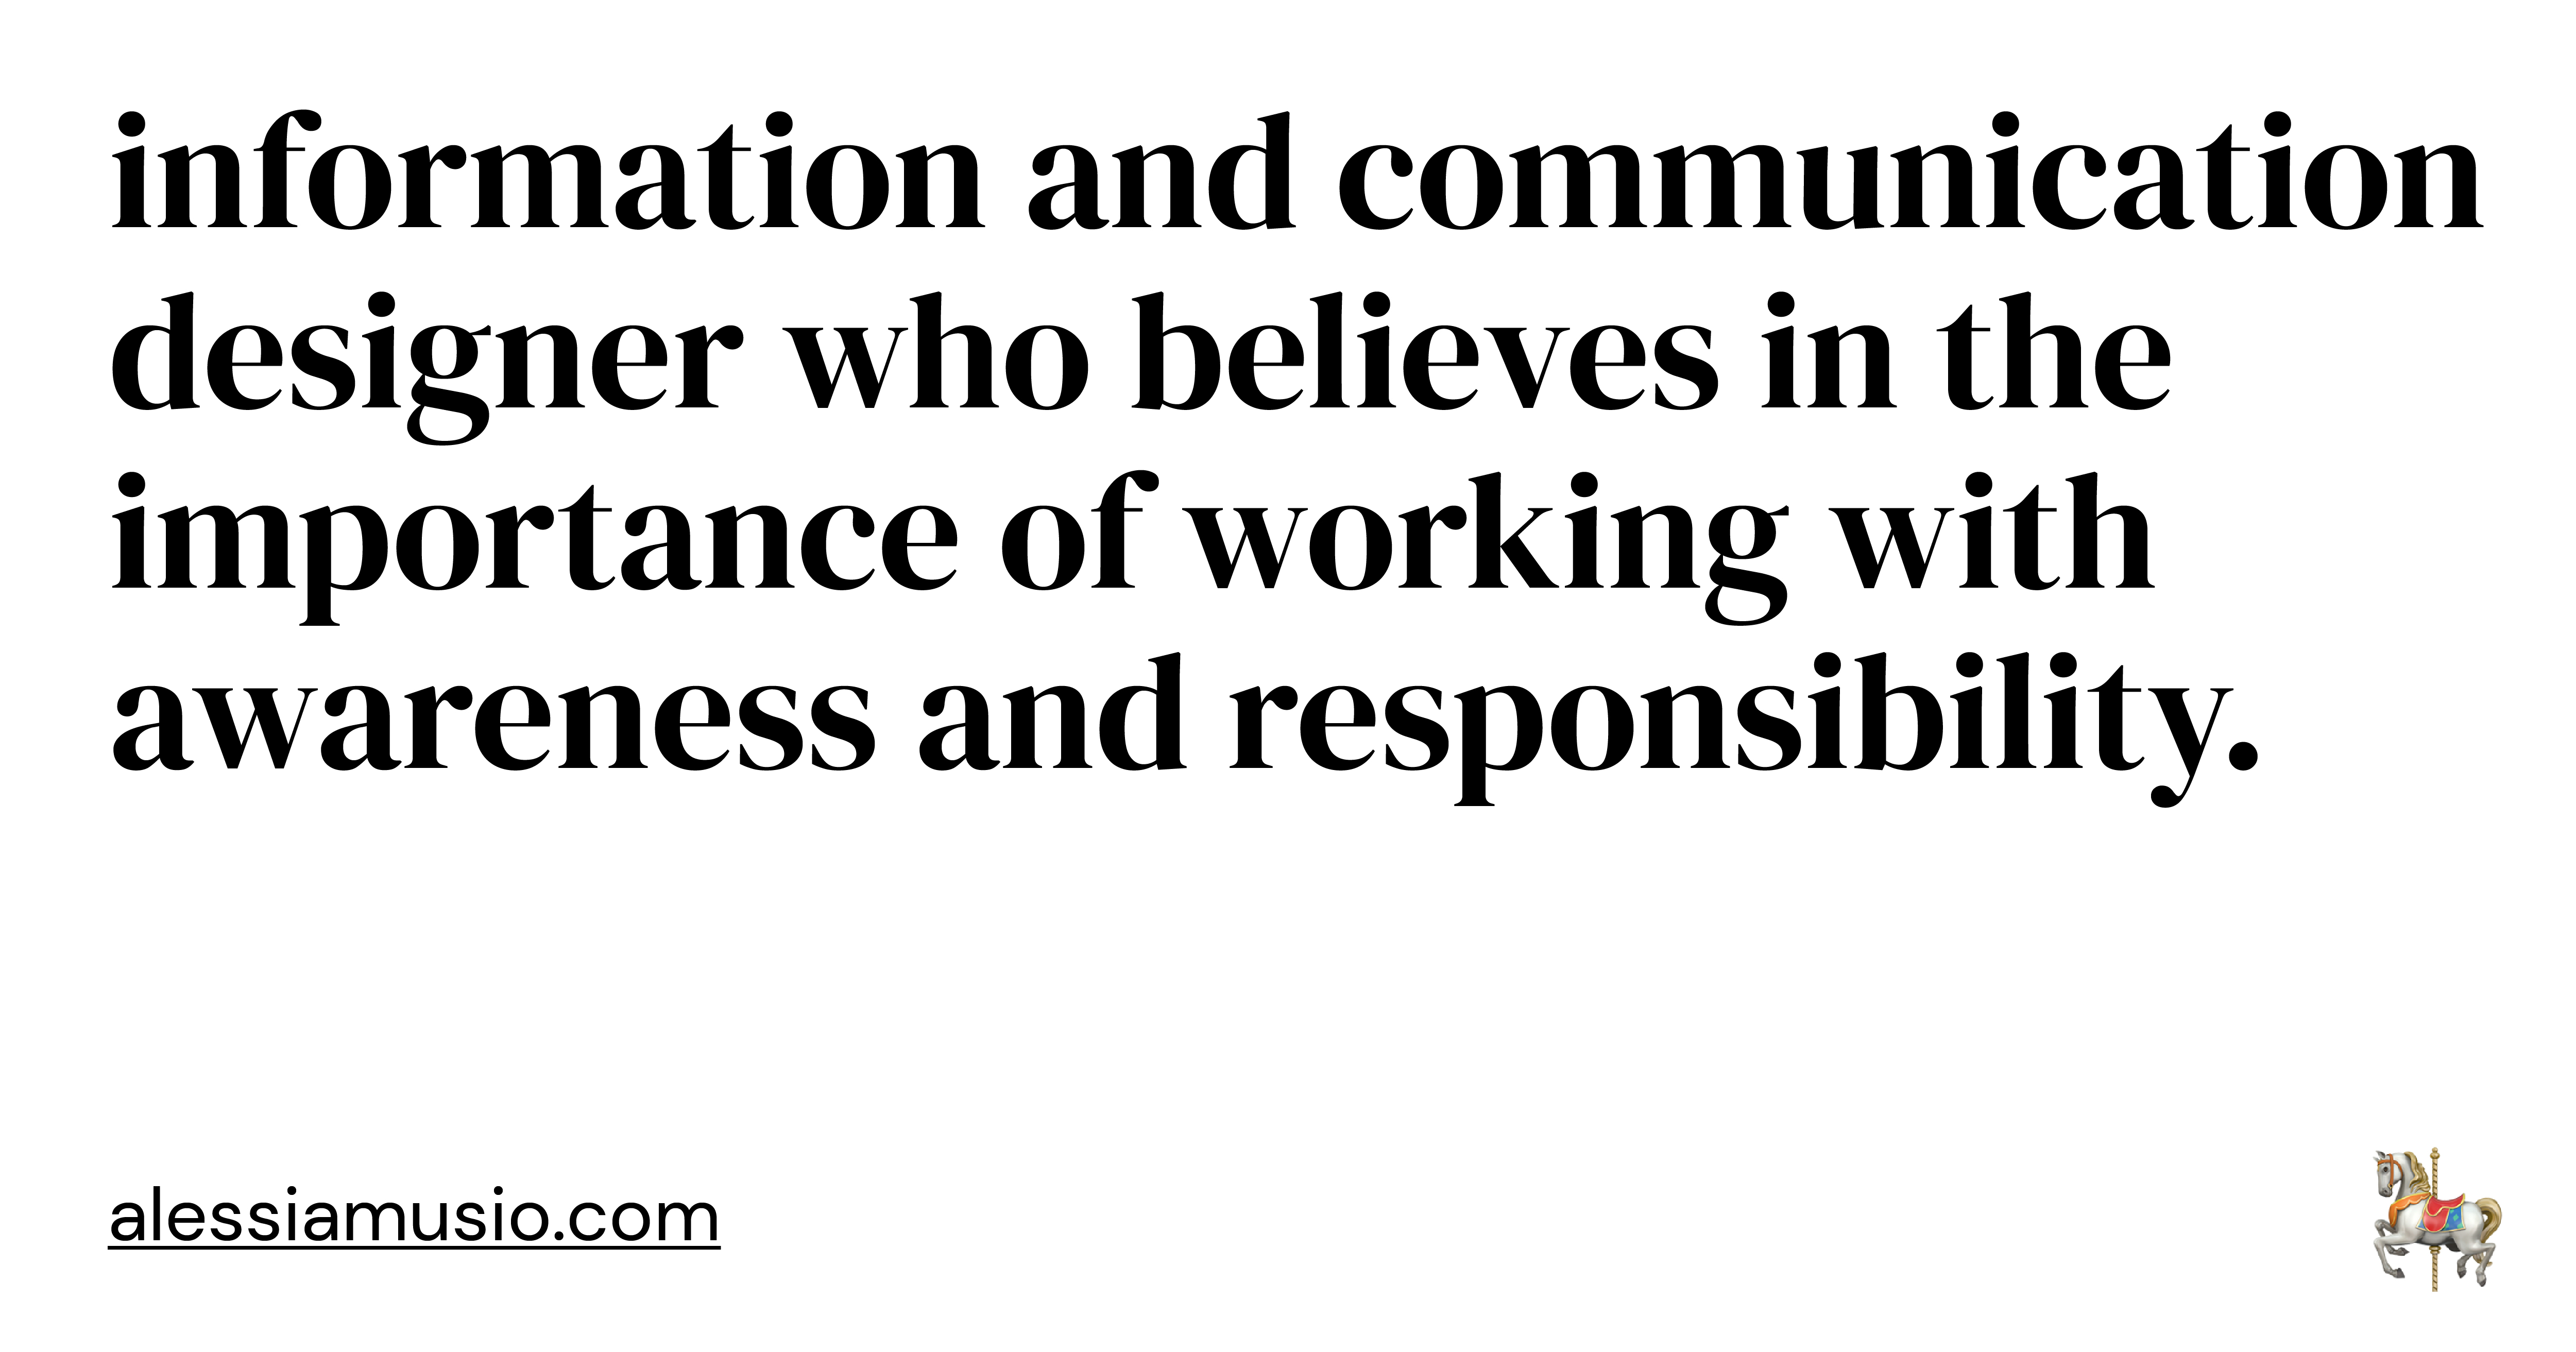 information and communication
designer who believes in the
importance of working with
awareness and responsibility.
alessiamusio.com